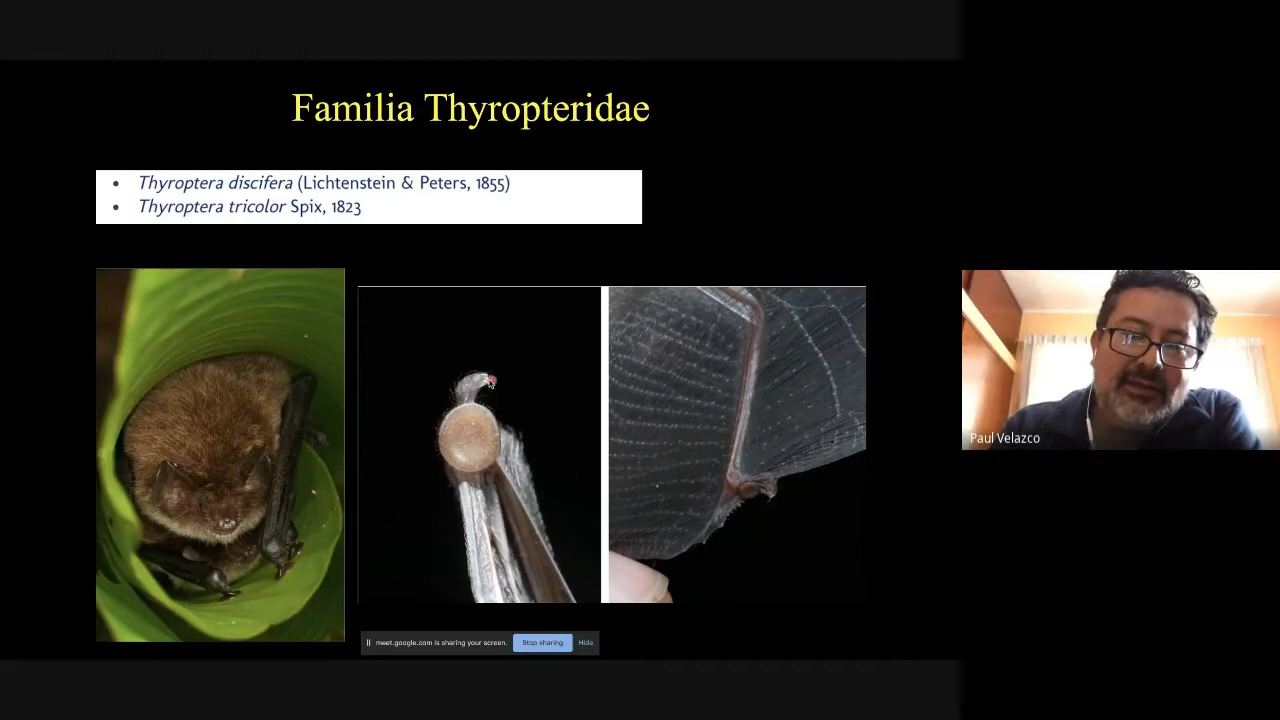 Familia Thyropteridae
• Thyroptera discifera (Lichtenstein & Peters, 1855)
• Thyroptera tricolor Spix, 1823
Paul Velazco
meet.google.com is sharing your screen. Stop sharing Hide